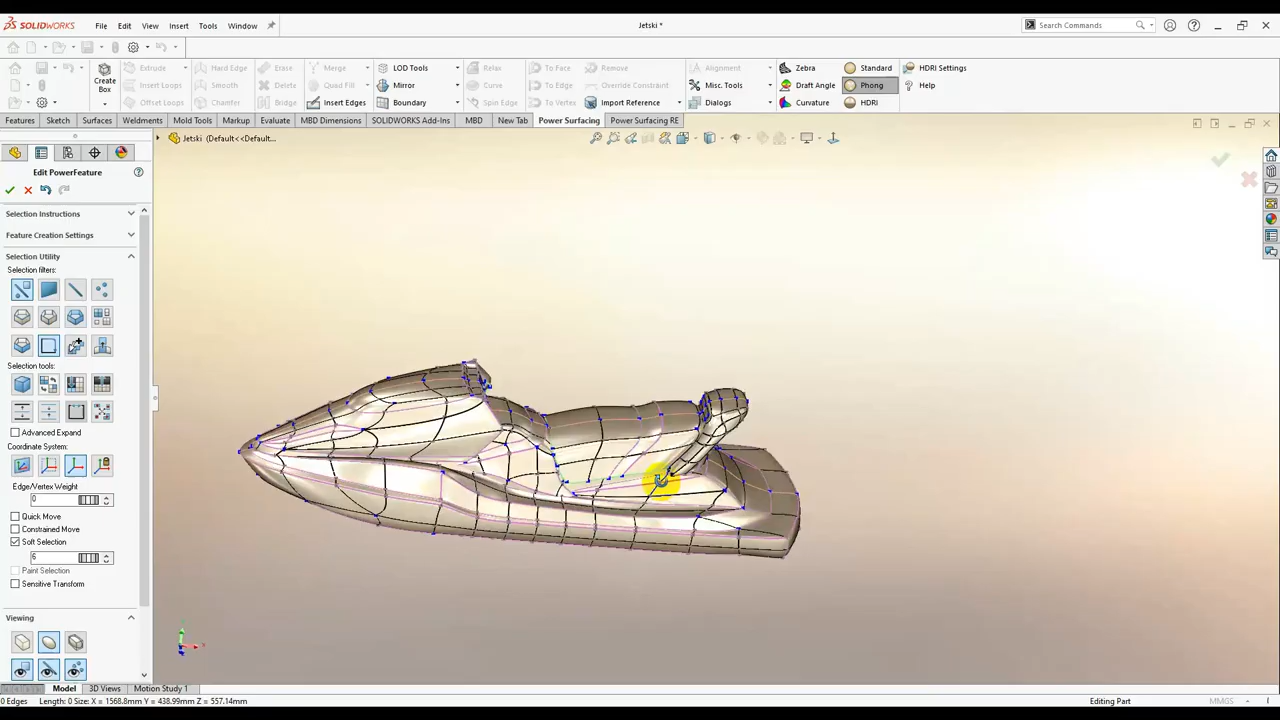 SOLIDWORKS File Edit View Insert Tools Window Jetski * Search Commands
Create Box
Extrude Hard Edge Erase Merge LOD Tools Relax To Face Remove Alignment Zebra Standard HDRI Settings
Insert Loops Smooth Dissolve Quad Fill Mirror Curve To Edge Override Constraint Misc. Tools Draft Angle Phong Help
Offset Loops Chamfer Bridge Insert Edges Boundary Spin Edge To Vertex Import Reference Dialogs Curvature HDRI
Features Sketch Surfaces Weldments Mold Tools Markup Evaluate MBD Dimensions SOLIDWORKS Add-Ins MBD New Tab Power Surfacing Power Surfacing RE
Jetski (Default<<Default...
Edit PowerFeature
Selection Instructions
Feature Creation Settings
Selection Utility
Selection filters:
Selection tools:
Advanced Expand
Coordinate System:
Edge/Vertex Weight
0
Quick Move
Constrained Move
Soft Selection
6
Paint Selection
Sensitive Transform
Viewing
Model 3D Views Motion Study 1
0 Edges Length: 0 Size: X = 1568.8mm Y = 438.99mm Z = 557.14mm Editing Part MMGS